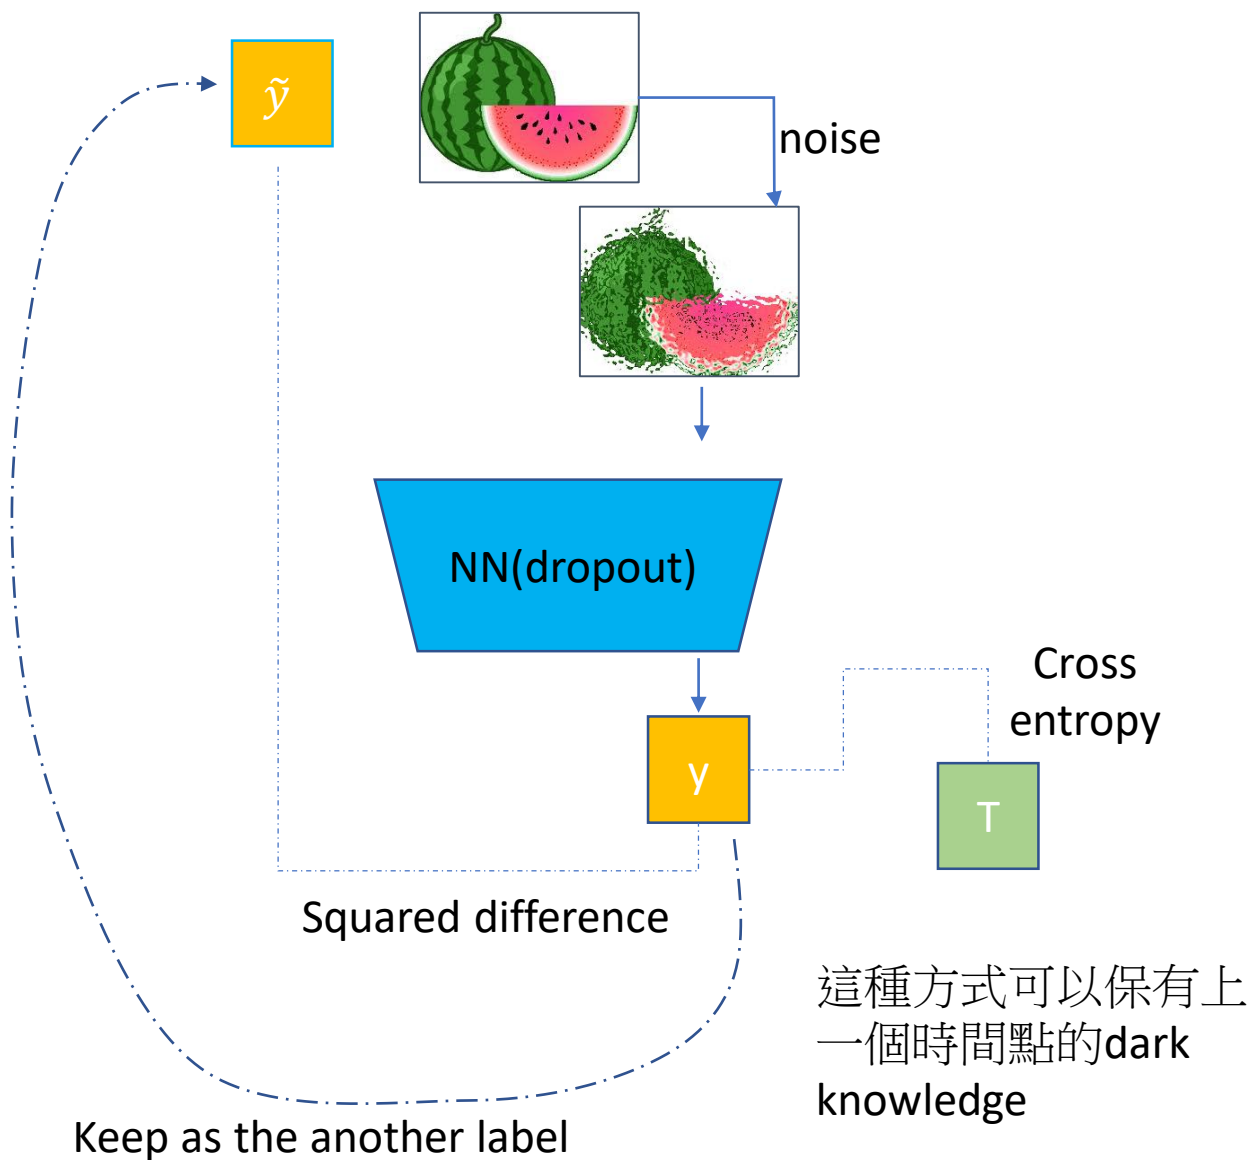 ỹ
noise
NN(dropout)
Cross
entropy
y
T
Squared difference
這種方式可以保有上
一個時間點的dark
knowledge
Keep as the another label